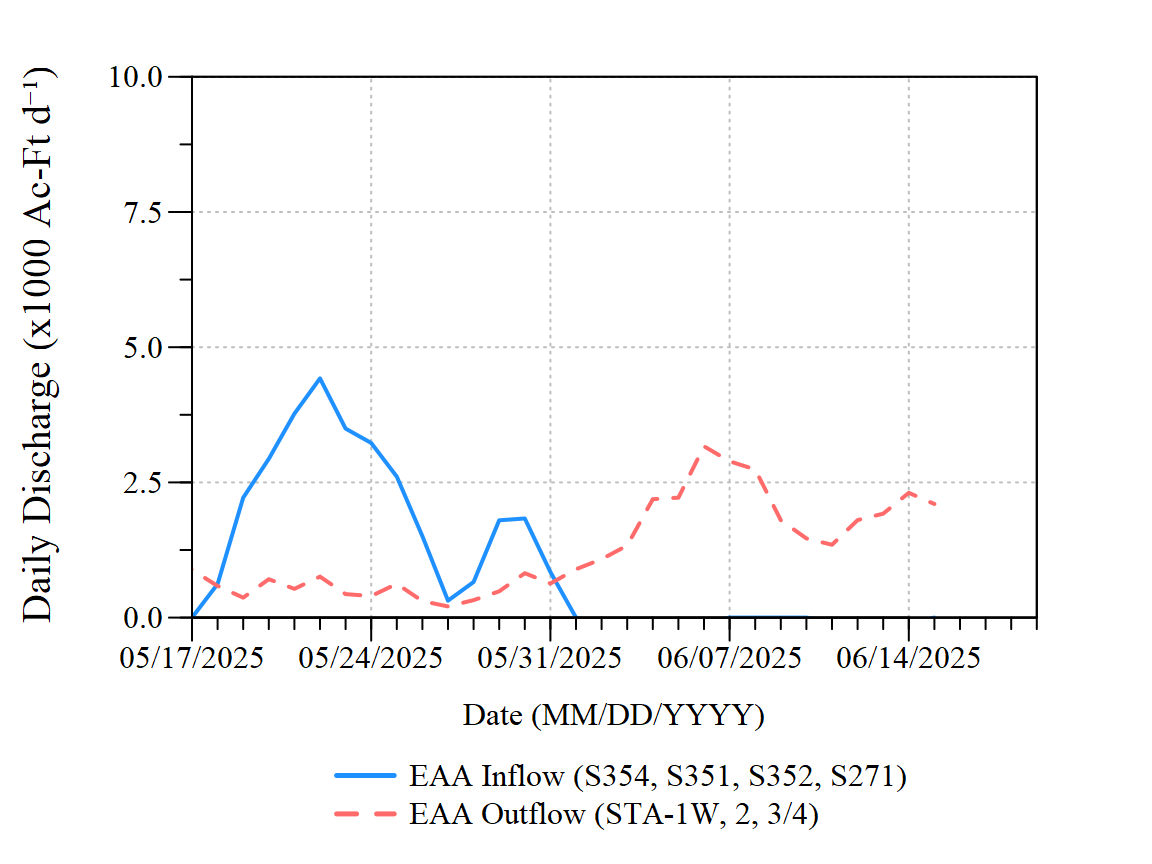 Daily Discharge (x1000 Ac-Ft d⁻¹)
10.0
7.5
5.0
2.5
0.0
05/17/2025 05/24/2025 05/31/2025 06/07/2025 06/14/2025
Date (MM/DD/YYYY)
EAA Inflow (S354, S351, S352, S271)
EAA Outflow (STA-1W, 2, 3/4)